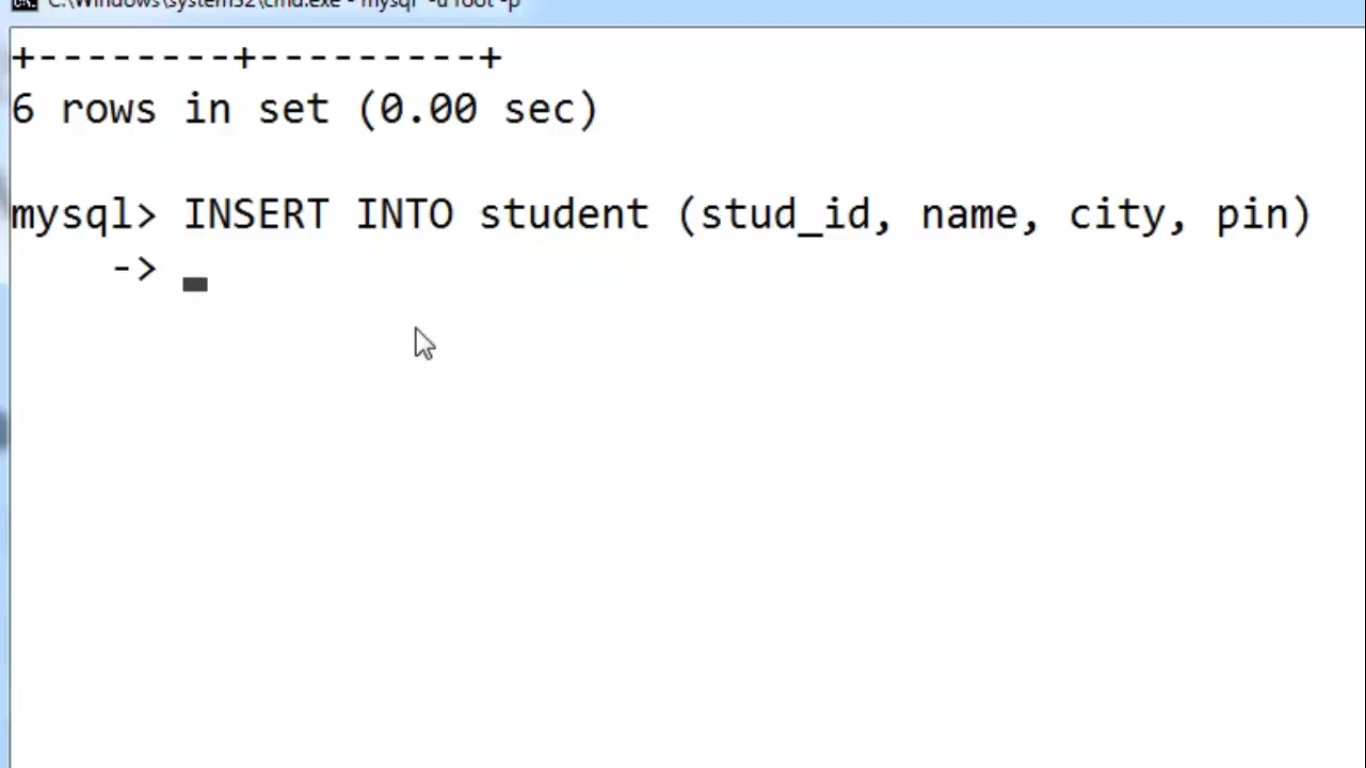 C:\Windows\system32\cmd.exe - mysql -u root -p
+--------+---------+
6 rows in set (0.00 sec)
mysql> INSERT INTO student (stud_id, name, city, pin)
->